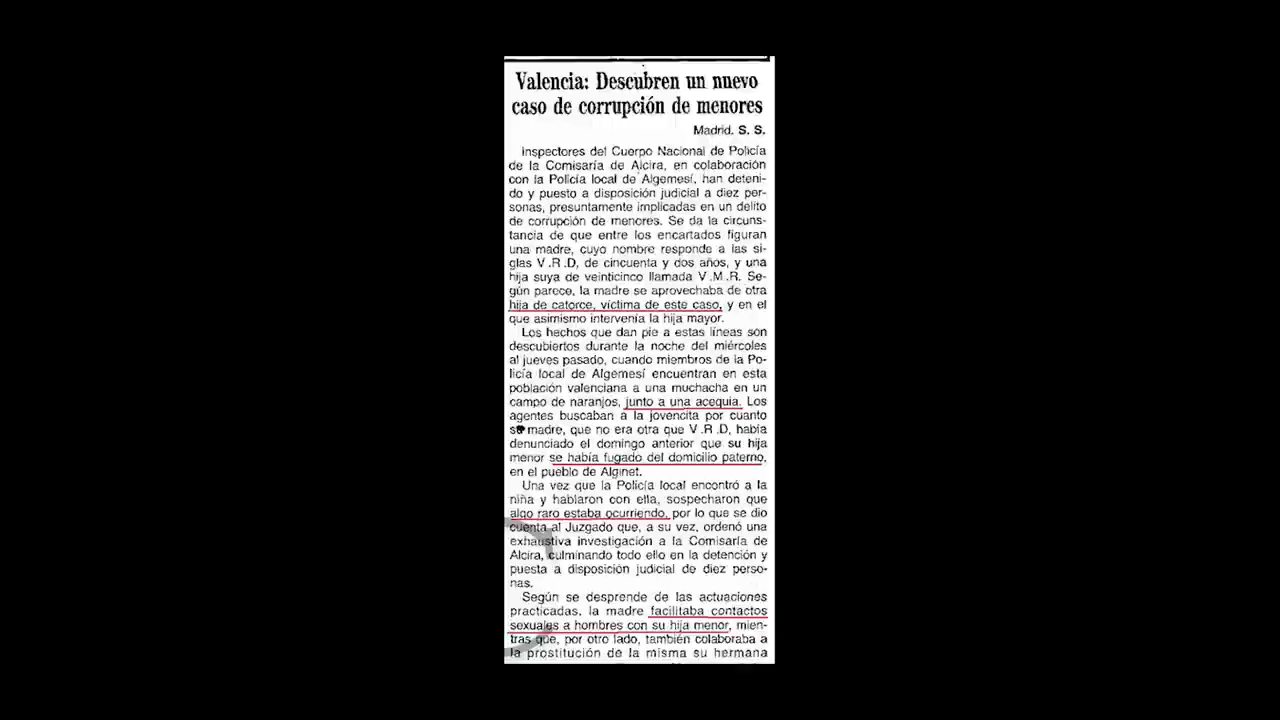 Valencia: Descubren un nuevo
caso de corrupción de menores
Madrid. S. S.
Inspectores del Cuerpo Nacional de Policía
de la Comisaría de Alcira, en colaboración
con la Policía local de Algemesí, han deteni-
do y puesto a disposición judicial a diez per-
sonas, presuntamente implicadas en un delito
de corrupción de menores. Se da la circuns-
tancia de que entre los encartados figuran
una madre, cuyo nombre responde a las si-
glas V.R.D, de cincuenta y dos años, y una
hija suya de veinticinco llamada V.M.R. Se-
gún parece, la madre se aprovechaba de otra
hija de catorce, víctima de este caso, y en el
que asimismo intervenía la hija mayor.
Los hechos que dan pie a estas líneas son
descubiertos durante la noche del miércoles
al jueves pasado, cuando miembros de la Po-
licía local de Algemesí encuentran en esta
población valenciana a una muchacha en un
campo de naranjos, junto a una acequia. Los
agentes buscaban a la jovencita por cuanto
su madre, que no era otra que V.R.D, había
denunciado el domingo anterior que su hija
menor se había fugado del domicilio paterno,
en el pueblo de Alginet.
Una vez que la Policía local encontró a la
niña y hablaron con ella, sospecharon que
algo raro estaba ocurriendo, por lo que se dio
cuenta al Juzgado que, a su vez, ordenó una
exhaustiva investigación a la Comisaría de
Alcira, culminando todo ello en la detención y
puesta a disposición judicial de diez perso-
nas.
Según se desprende de las actuaciones
practicadas, la madre facilitaba contactos
sexuales a hombres con su hija menor, mien-
tras que, por otro lado, también colaboraba a
la prostitución de la misma su hermana